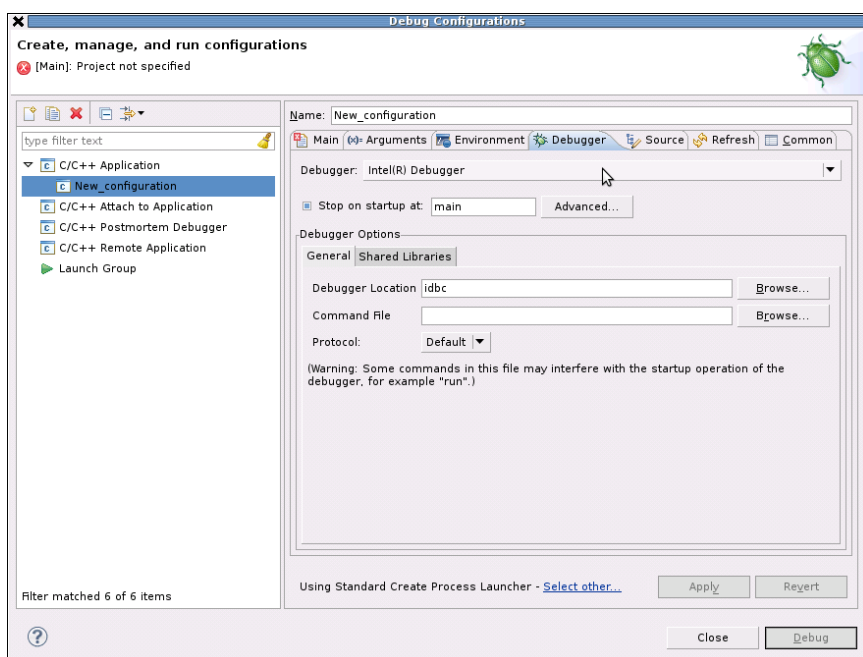 Debug Configurations
Create, manage, and run configurations
[Main]: Project not specified
type filter text
C/C++ Application
New_configuration
C/C++ Attach to Application
C/C++ Postmortem Debugger
C/C++ Remote Application
Launch Group
Filter matched 6 of 6 items
Name: New_configuration
Main (x)= Arguments Environment Debugger Source Refresh Common
Debugger: Intel(R) Debugger
Stop on startup at: main Advanced...
Debugger Options
General Shared Libraries
Debugger Location idbc Browse...
Command File Browse...
Protocol: Default
(Warning: Some commands in this file may interfere with the startup operation of the
debugger, for example "run".)
Using Standard Create Process Launcher - Select other... Apply Revert
Close Debug